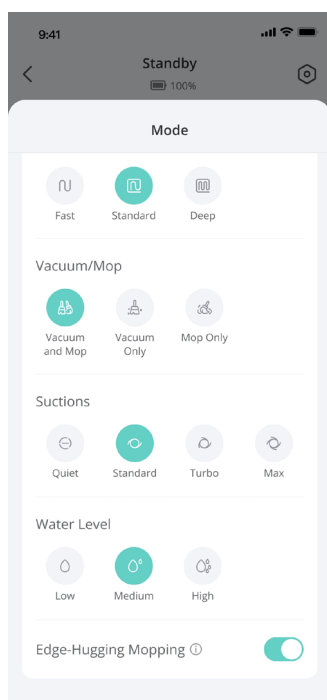 9:41
Standby
100%
Mode
Fast Standard Deep
Vacuum/Mop
Vacuum Vacuum Mop Only
and Mop Only
Suctions
Quiet Standard Turbo Max
Water Level
Low Medium High
Edge-Hugging Mopping